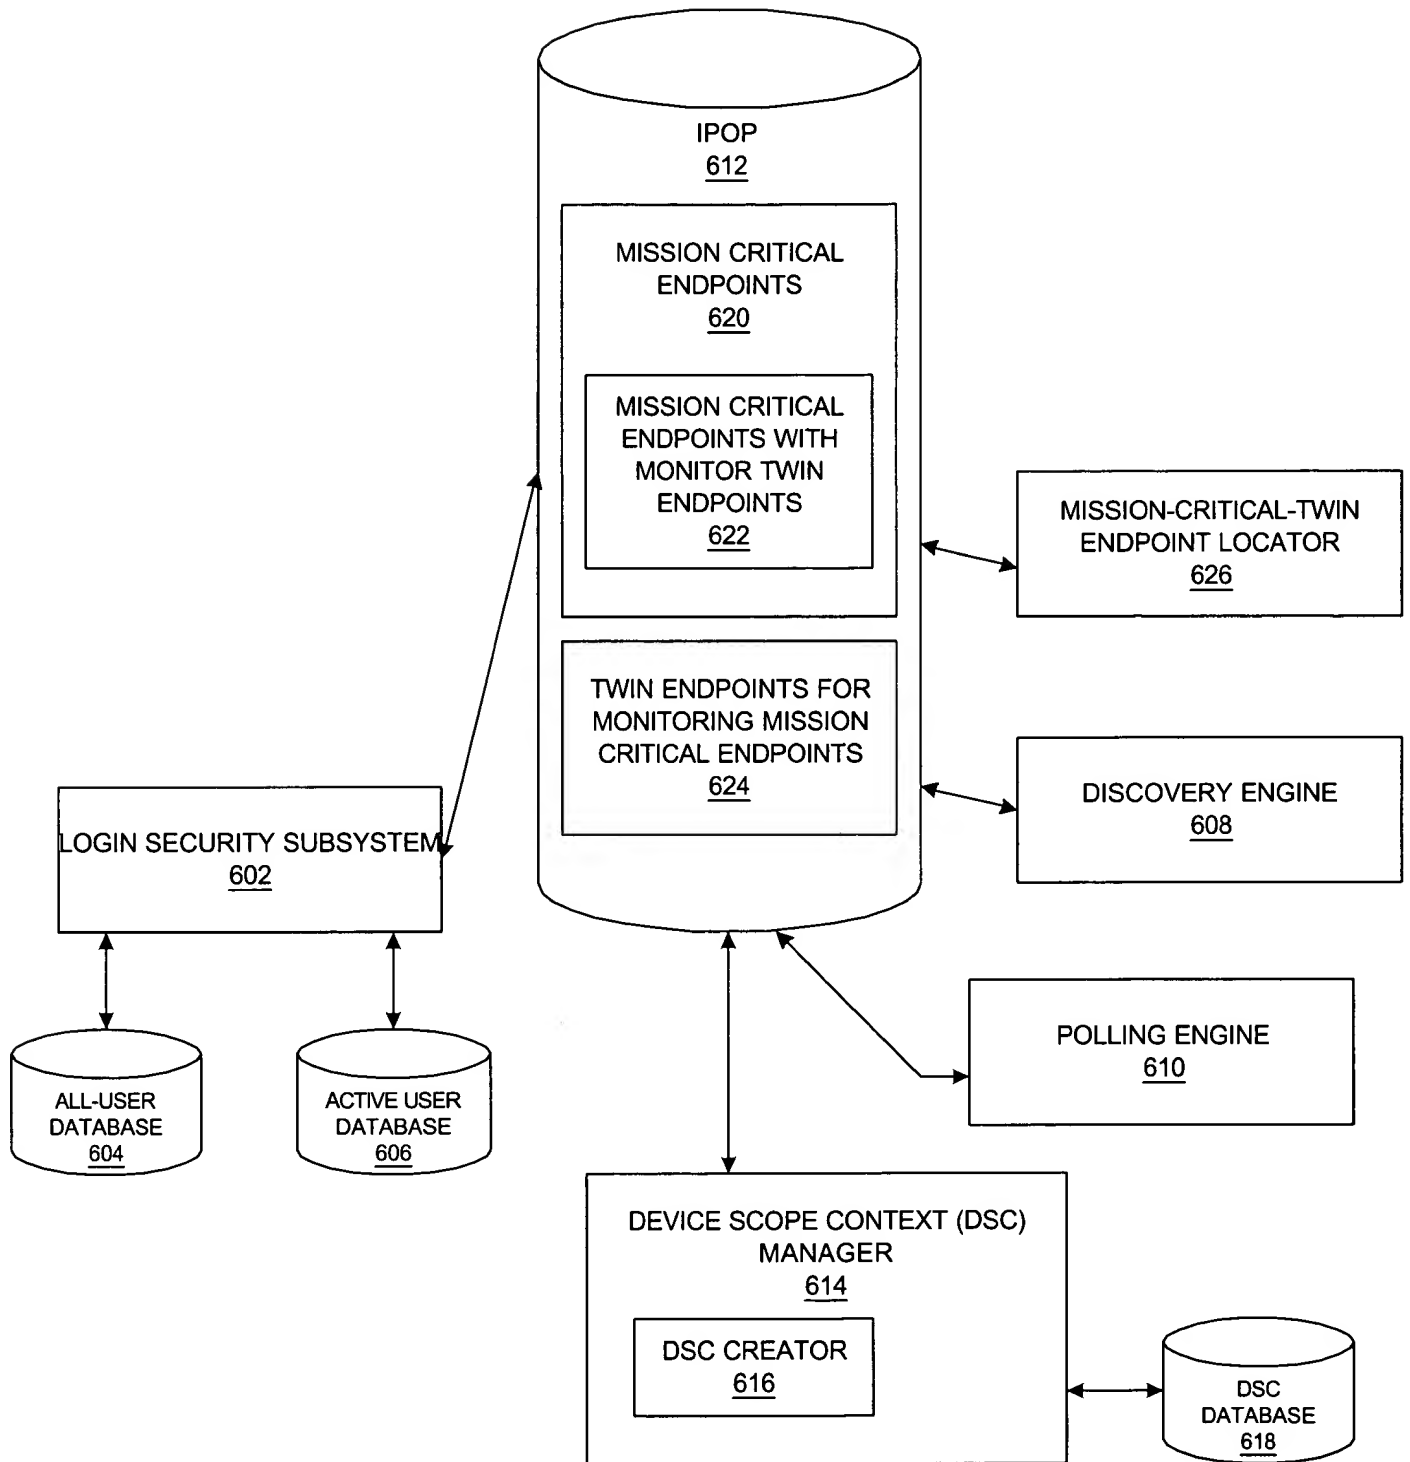 IPOP
612
MISSION CRITICAL
ENDPOINTS
620
MISSION CRITICAL
ENDPOINTS WITH
MONITOR TWIN
ENDPOINTS
622
MISSION-CRITICAL-TWIN
ENDPOINT LOCATOR
626
TWIN ENDPOINTS FOR
MONITORING MISSION
CRITICAL ENDPOINTS
624
DISCOVERY ENGINE
608
LOGIN SECURITY SUBSYSTEM
602
ALL-USER
DATABASE
604
ACTIVE USER
DATABASE
606
POLLING ENGINE
610
DEVICE SCOPE CONTEXT (DSC)
MANAGER
614
DSC CREATOR
616
DSC
DATABASE
618